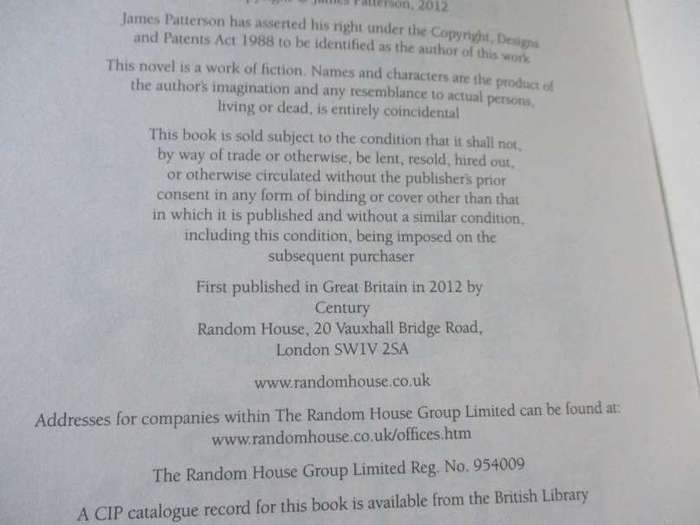 James Patterson, 2012
James Patterson has asserted his right under the Copyright, Designs
and Patents Act 1988 to be identified as the author of this work
This novel is a work of fiction. Names and characters are the product of
the author's imagination and any resemblance to actual persons,
living or dead, is entirely coincidental
This book is sold subject to the condition that it shall not,
by way of trade or otherwise, be lent, resold, hired out,
or otherwise circulated without the publisher's prior
consent in any form of binding or cover other than that
in which it is published and without a similar condition,
including this condition, being imposed on the
subsequent purchaser
First published in Great Britain in 2012 by
Century
Random House, 20 Vauxhall Bridge Road,
London SW1V 2SA
www.randomhouse.co.uk
Addresses for companies within The Random House Group Limited can be found at:
www.randomhouse.co.uk/offices.htm
The Random House Group Limited Reg. No. 954009
A CIP catalogue record for this book is available from the British Library